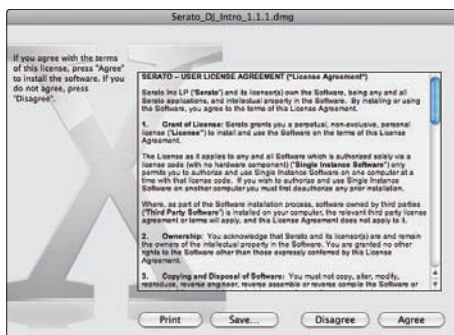 Serato_DJ_Intro_1.1.1.dmg
If you agree with the terms
of this license, press "Agree"
to install the software. If you
do not agree, press
"Disagree".
SERATO – USER LICENSE AGREEMENT ("License Agreement")
Serato Inc LP ("Serato") and its licensor(s) own the Software, being any and all
Serato applications, and intellectual property in the Software. By installing or using
the Software, you agree to the terms of this License Agreement.
1. Grant of License: Serato grants you a perpetual, non-exclusive, personal
license ("License") to install and use the Software on the terms of this License
Agreement.
The License as it applies to any and all Software which is authorized solely via a
license code (with no hardware component) ("Single Instance Software") only
permits you to authorize and use Single Instance Software on one computer at a
time with that license code. If you wish to authorize and use Single Instance
Software on another computer you must first deauthorize any prior installation.
Where, as part of the Software installation process, software owned by third parties
("Third Party Software") is installed on your computer, the relevant third party license
agreement or terms will apply, and this License Agreement does not apply to it.
2. Ownership: You acknowledge that Serato and its licensor(s) are and remain
the owners of the intellectual property in the Software. You are granted no other
rights to the Software other than those expressly conferred by this License
Agreement.
3. Copying and Disposal of Software: You must not copy, alter, modify,
reproduce, reverse engineer, reverse assemble or reverse compile the Software or
Print Save... Disagree Agree